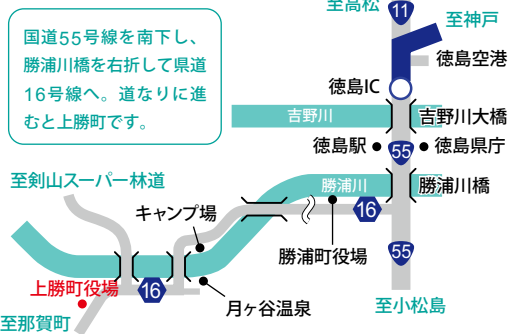 至高松
11
至神戸
国道55号線を南下し、
勝浦川橋を右折して県道
16号線へ。道なりに進
むと上勝町です。
徳島空港
徳島IC
吉野川
吉野川大橋
徳島駅
55
徳島県庁
至剣山スーパー林道
勝浦川
勝浦川橋
キャンプ場
16
勝浦町役場
55
上勝町役場
16
月ヶ谷温泉
至小松島
至那賀町